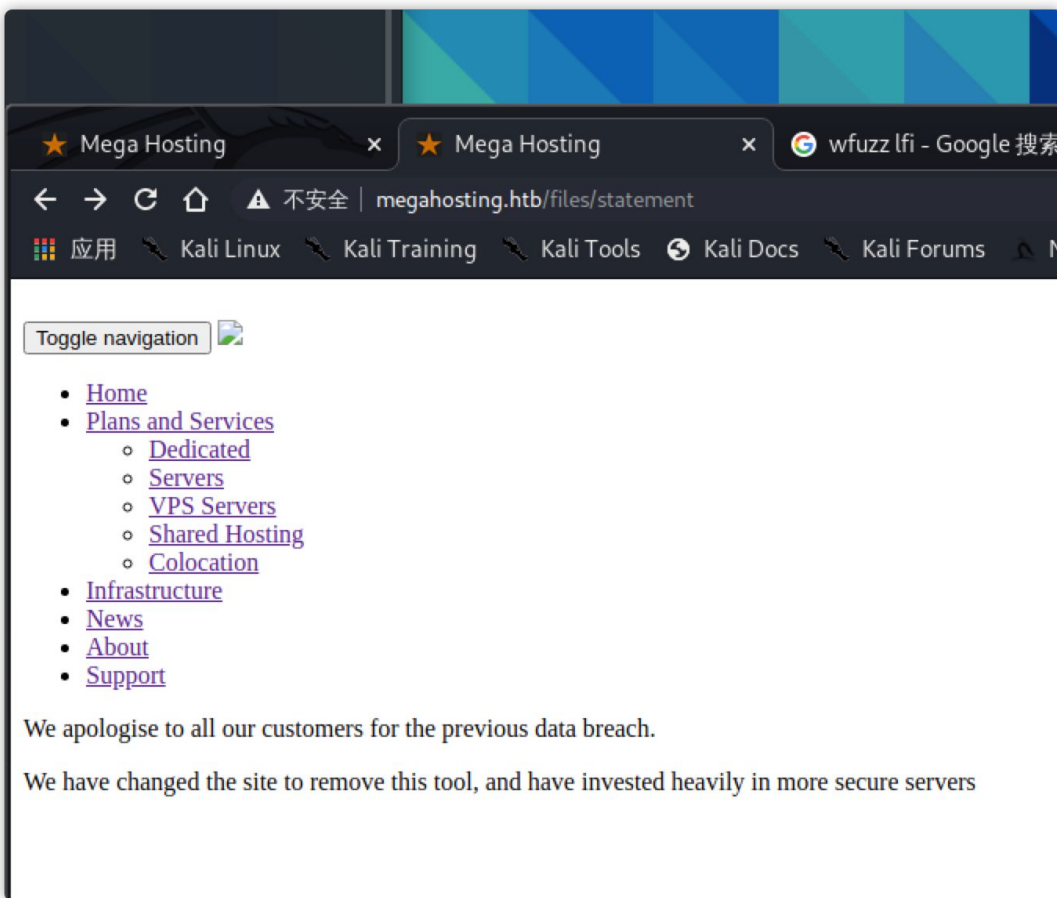 Mega Hosting
Mega Hosting
wfuzz lfi - Google 搜索
不安全 | megahosting.htb/files/statement
应用 Kali Linux Kali Training Kali Tools Kali Docs Kali Forums N
Toggle navigation
Home
Plans and Services
Dedicated
Servers
VPS Servers
Shared Hosting
Colocation
Infrastructure
News
About
Support
We apologise to all our customers for the previous data breach.
We have changed the site to remove this tool, and have invested heavily in more secure servers